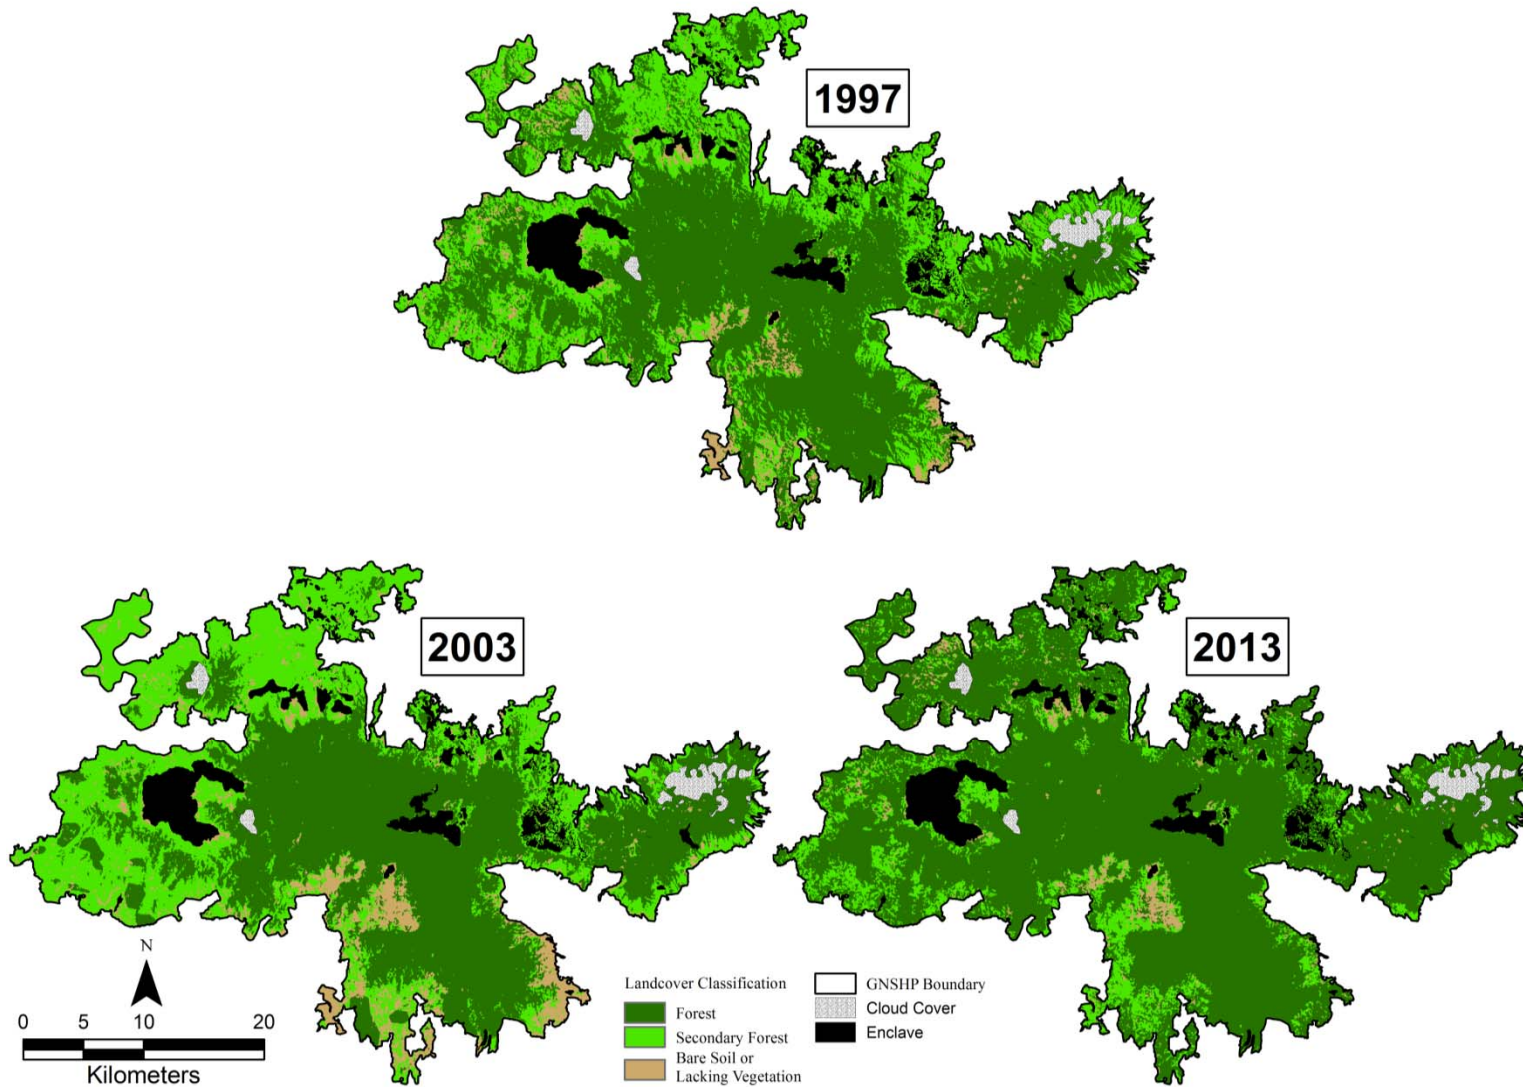 1997
2003
2013
N
0 5 10 20
Kilometers
Landcover Classification
Forest
Secondary Forest
Bare Soil or
Lacking Vegetation
GNSHP Boundary
Cloud Cover
Enclave